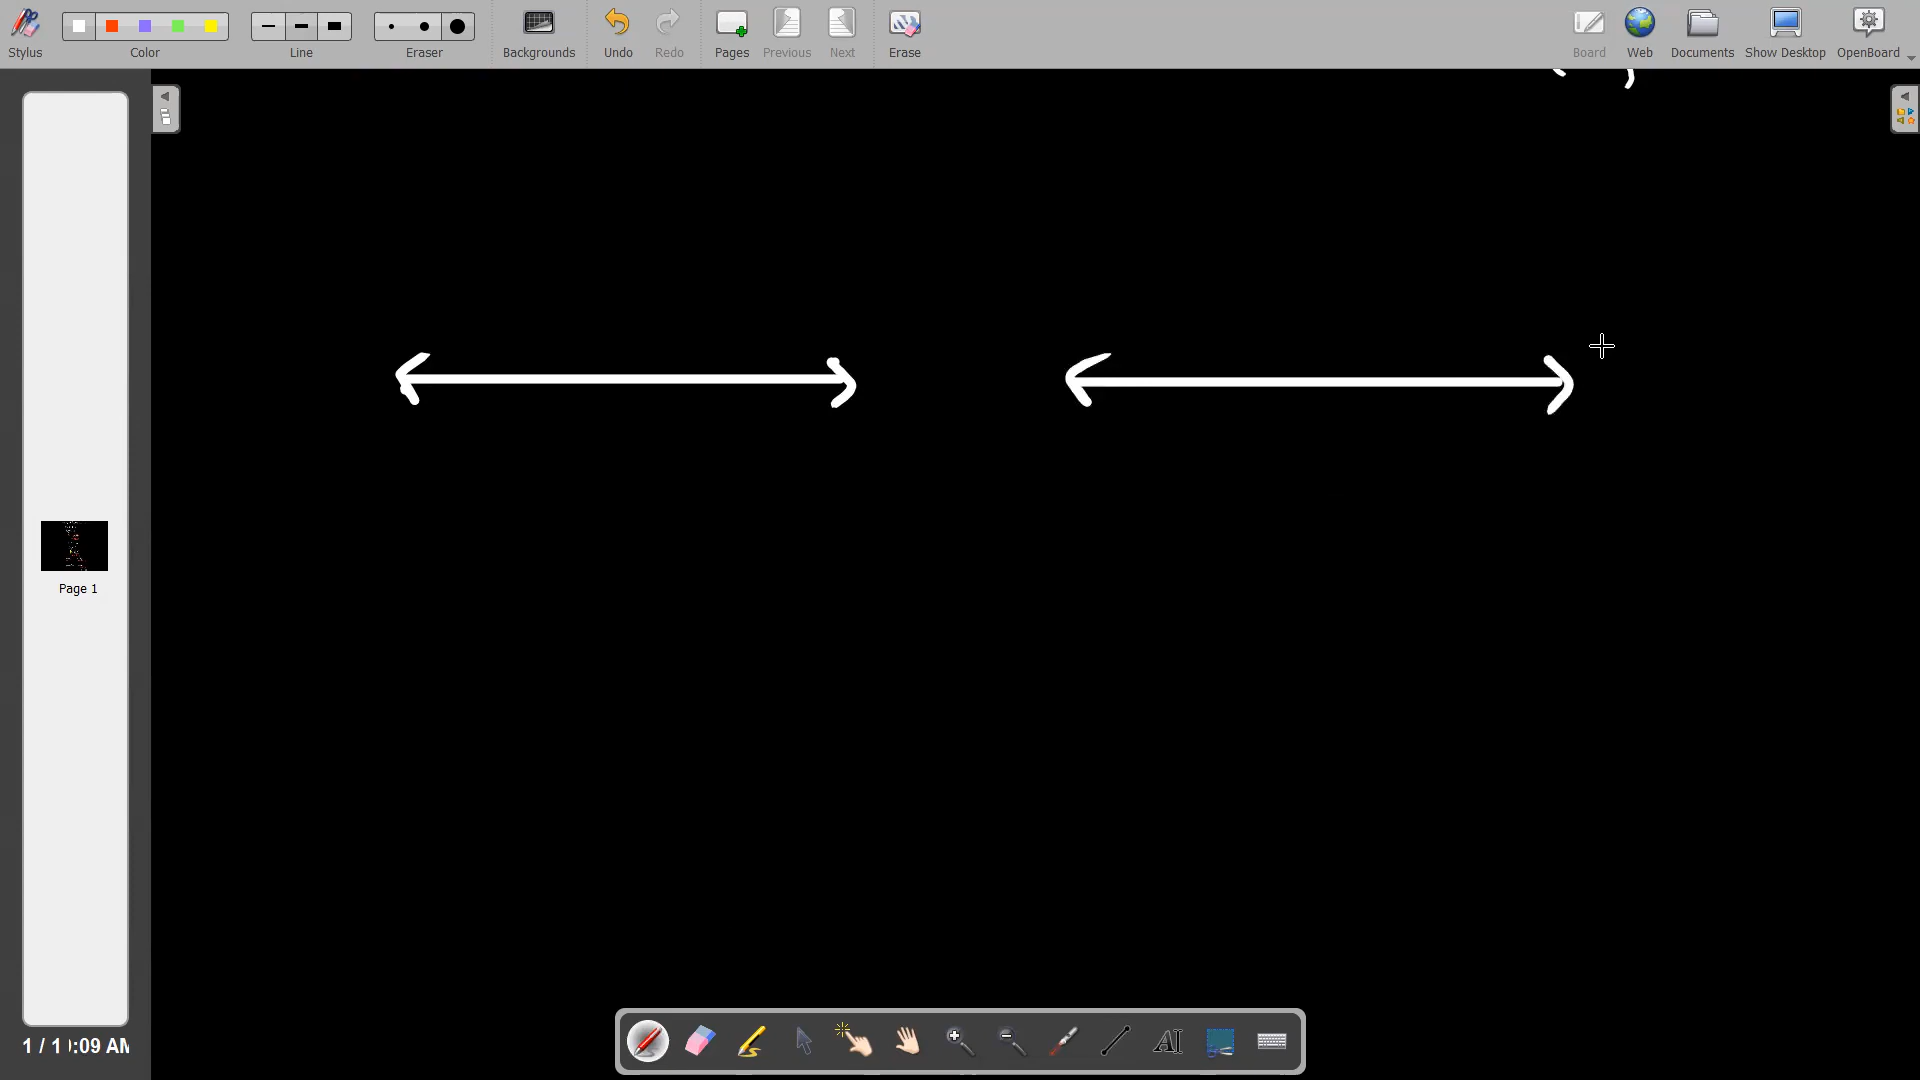 Stylus Color Line Eraser Backgrounds Undo Redo Pages Previous Next Erase Board Web Documents Show Desktop OpenBoard
Page 1
1 / 1